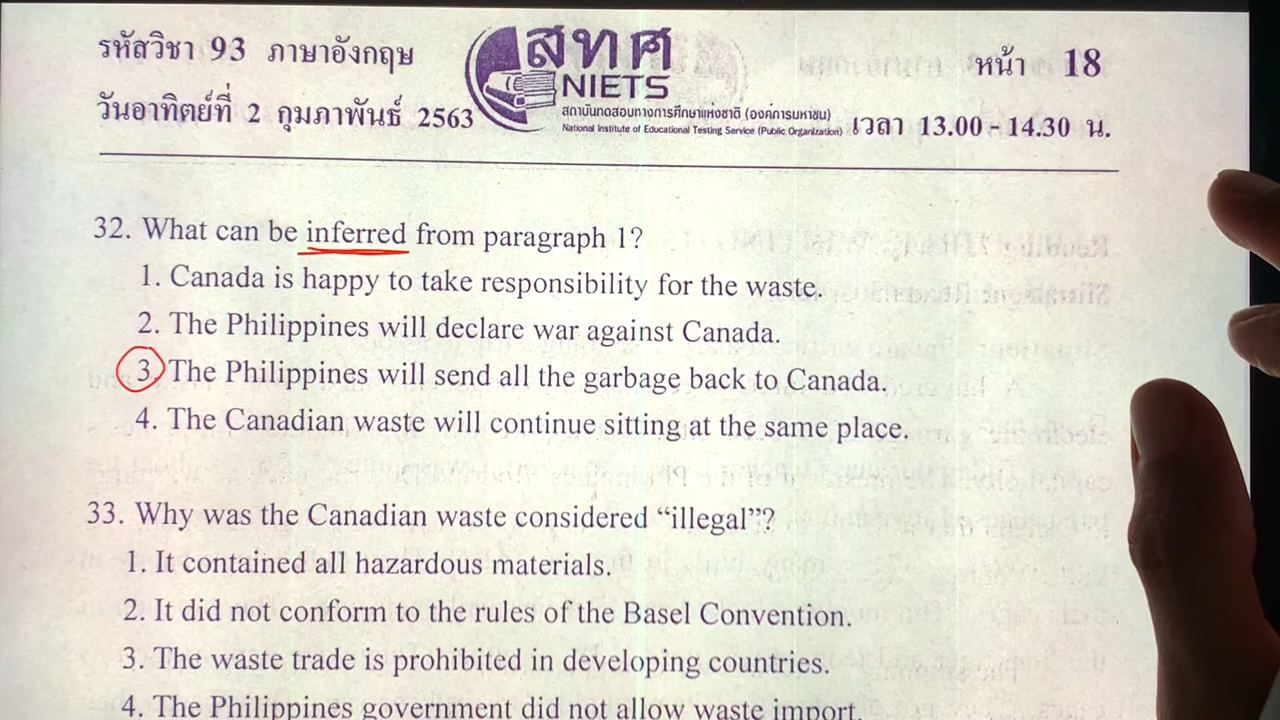 รหัสวิชา 93 ภาษาอังกฤษ
สทศ
NIETS
หน้า 18
วันอาทิตย์ที่ 2 กุมภาพันธ์ 2563
สถาบันทดสอบทางการศึกษาแห่งชาติ (องค์การมหาชน)
National Institute of Educational Testing Service (Public Organization)
เวลา 13.00 - 14.30 น.
32. What can be inferred from paragraph 1?
1. Canada is happy to take responsibility for the waste.
2. The Philippines will declare war against Canada.
3. The Philippines will send all the garbage back to Canada.
4. The Canadian waste will continue sitting at the same place.
33. Why was the Canadian waste considered “illegal”?
1. It contained all hazardous materials.
2. It did not conform to the rules of the Basel Convention.
3. The waste trade is prohibited in developing countries.
4. The Philippines government did not allow waste import.